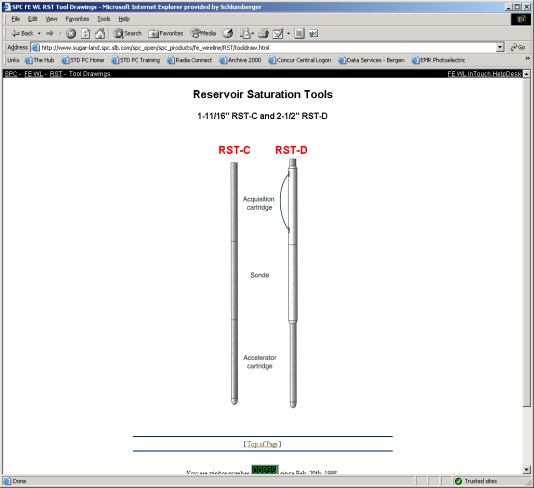 SPC FE WL RST Tool Drawings - Microsoft Internet Explorer provided by Schlumberger
File Edit View Favorites Tools Help
Back Search Favorites Media
Address http://www.sugar-land.spc.slb.com/spc_open/spc_products/fe_wireline/RST/tooldraw.html Go
Links The Hub STD PC Home STD PC Training Radia Connect Archive 2000 Concur Central Logon Data Services - Bergen EMR Photoelectric
SPC - FE WL - RST - Tool Drawings FE WL InTouch HelpDesk
Reservoir Saturation Tools
1-11/16" RST-C and 2-1/2" RST-D
RST-C RST-D
Acquisition
cartridge
Sonde
Accelerator
cartridge
[ Top of Page ]
You are visitor number since Feb. 20th, 1998
Done Trusted sites